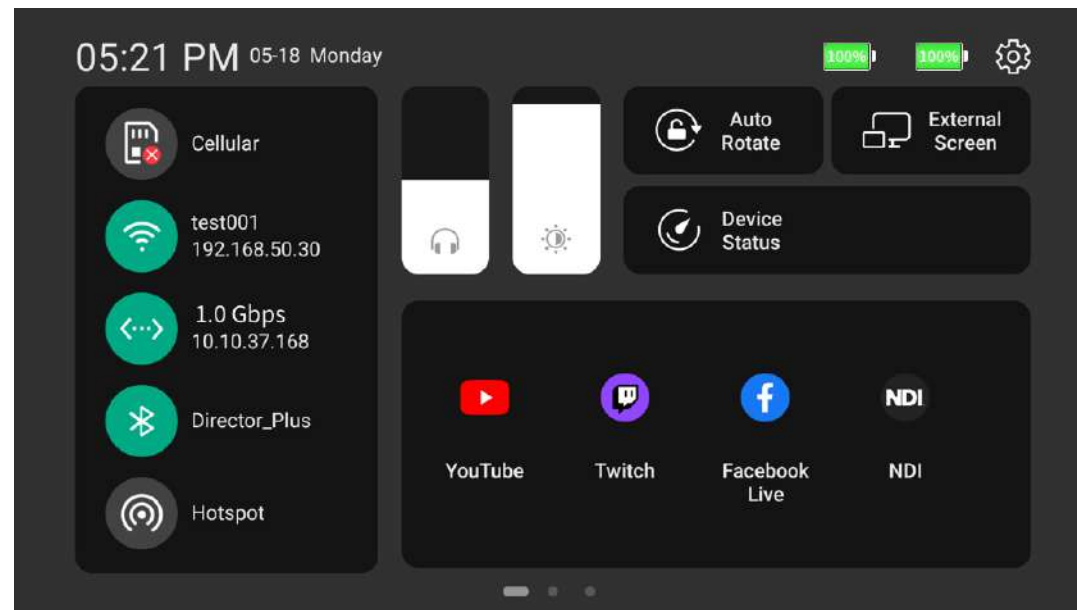 05:21 PM 05-18 Monday
100% 100%
Cellular
test001
192.168.50.30
1.0 Gbps
10.10.37.168
Director_Plus
Hotspot
Auto
Rotate
External
Screen
Device
Status
YouTube
Twitch
Facebook
Live
NDI
NDI